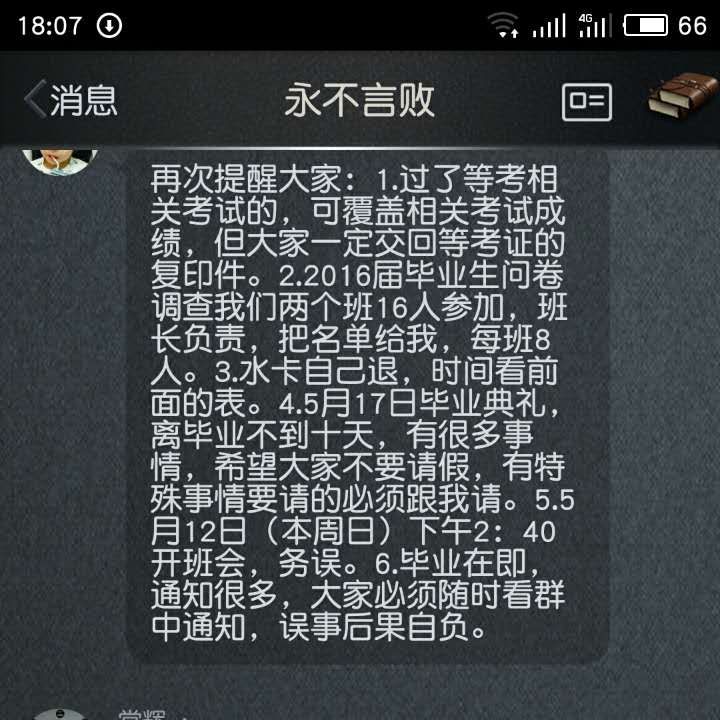 18:07
4G
66
消息
永不言败
再次提醒大家：1.过了等考相
关考试的，可覆盖相关考试成
绩，但大家一定交回等考证的
复印件。2.2016届毕业生问卷
调查我们两个班16人参加，班
长负责，把名单给我，每班8
人。3.水卡自己退，时间看前
面的表。4.5月17日毕业典礼，
离毕业不到十天，有很多事
情，希望大家不要请假，有特
殊事情要请的必须跟我请。5.5
月12日（本周日）下午2：40
开班会，务误。6.毕业在即，
通知很多，大家必须随时看群
中通知，误事后果自负。